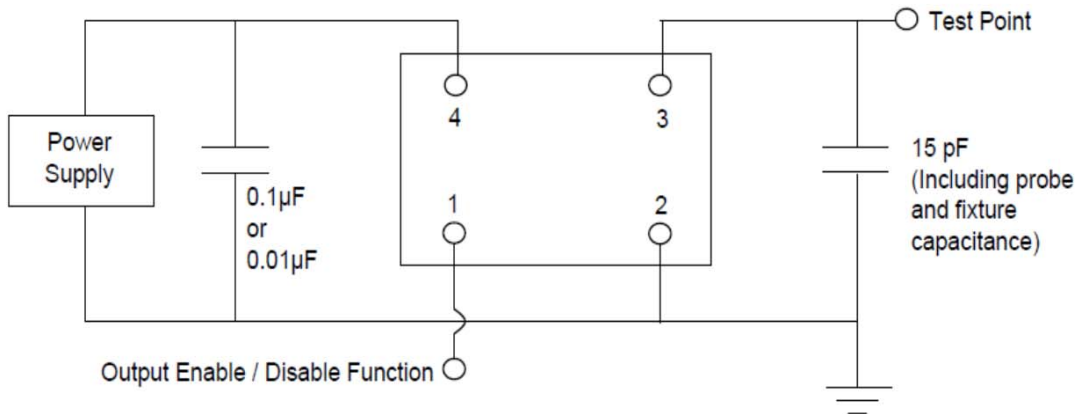 Test Point
4
3
Power
Supply
0.1µF
or
0.01µF
1
2
15 pF
(Including probe
and fixture
capacitance)
Output Enable / Disable Function